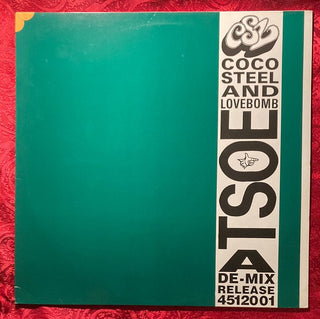 CSL
COCO
STEEL
AND
LOVEBOMB
ATSOE
DE-MIX
RELEASE
4512001